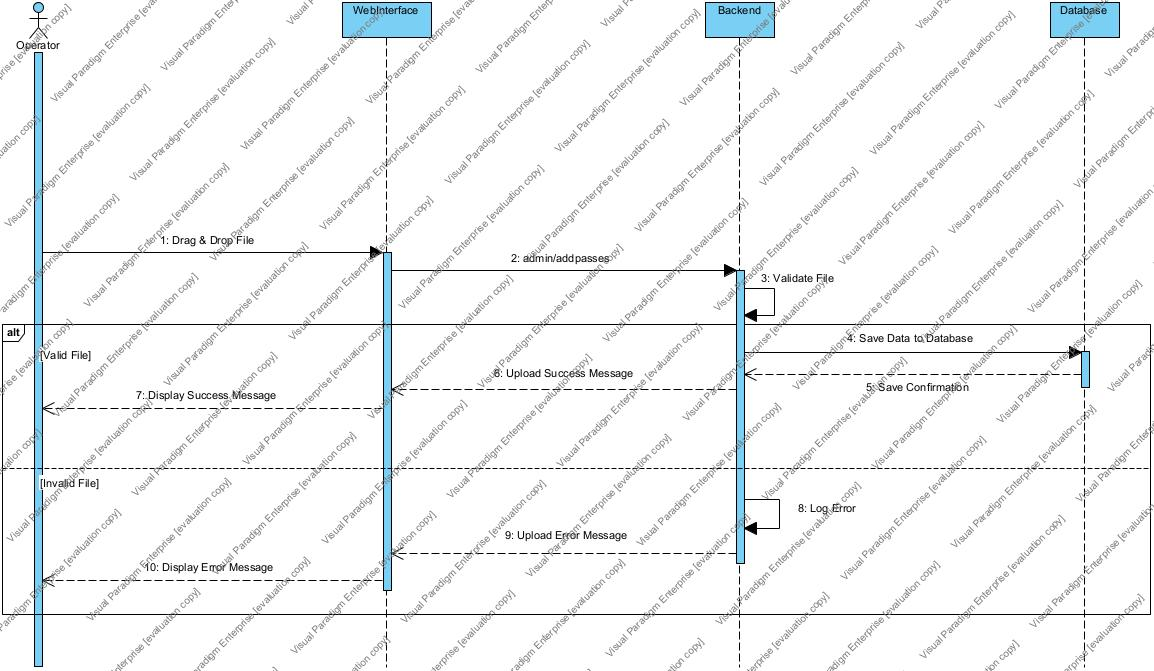 Operator
WebInterface
Backend
Database
1: Drag & Drop File
2: admin/addpasses
3: Validate File
alt
[Valid File]
4: Save Data to Database
5: Save Confirmation
6: Upload Success Message
7: Display Success Message
[Invalid File]
8: Log Error
9: Upload Error Message
10: Display Error Message
Visual Paradigm Enterprise [evaluation copy]